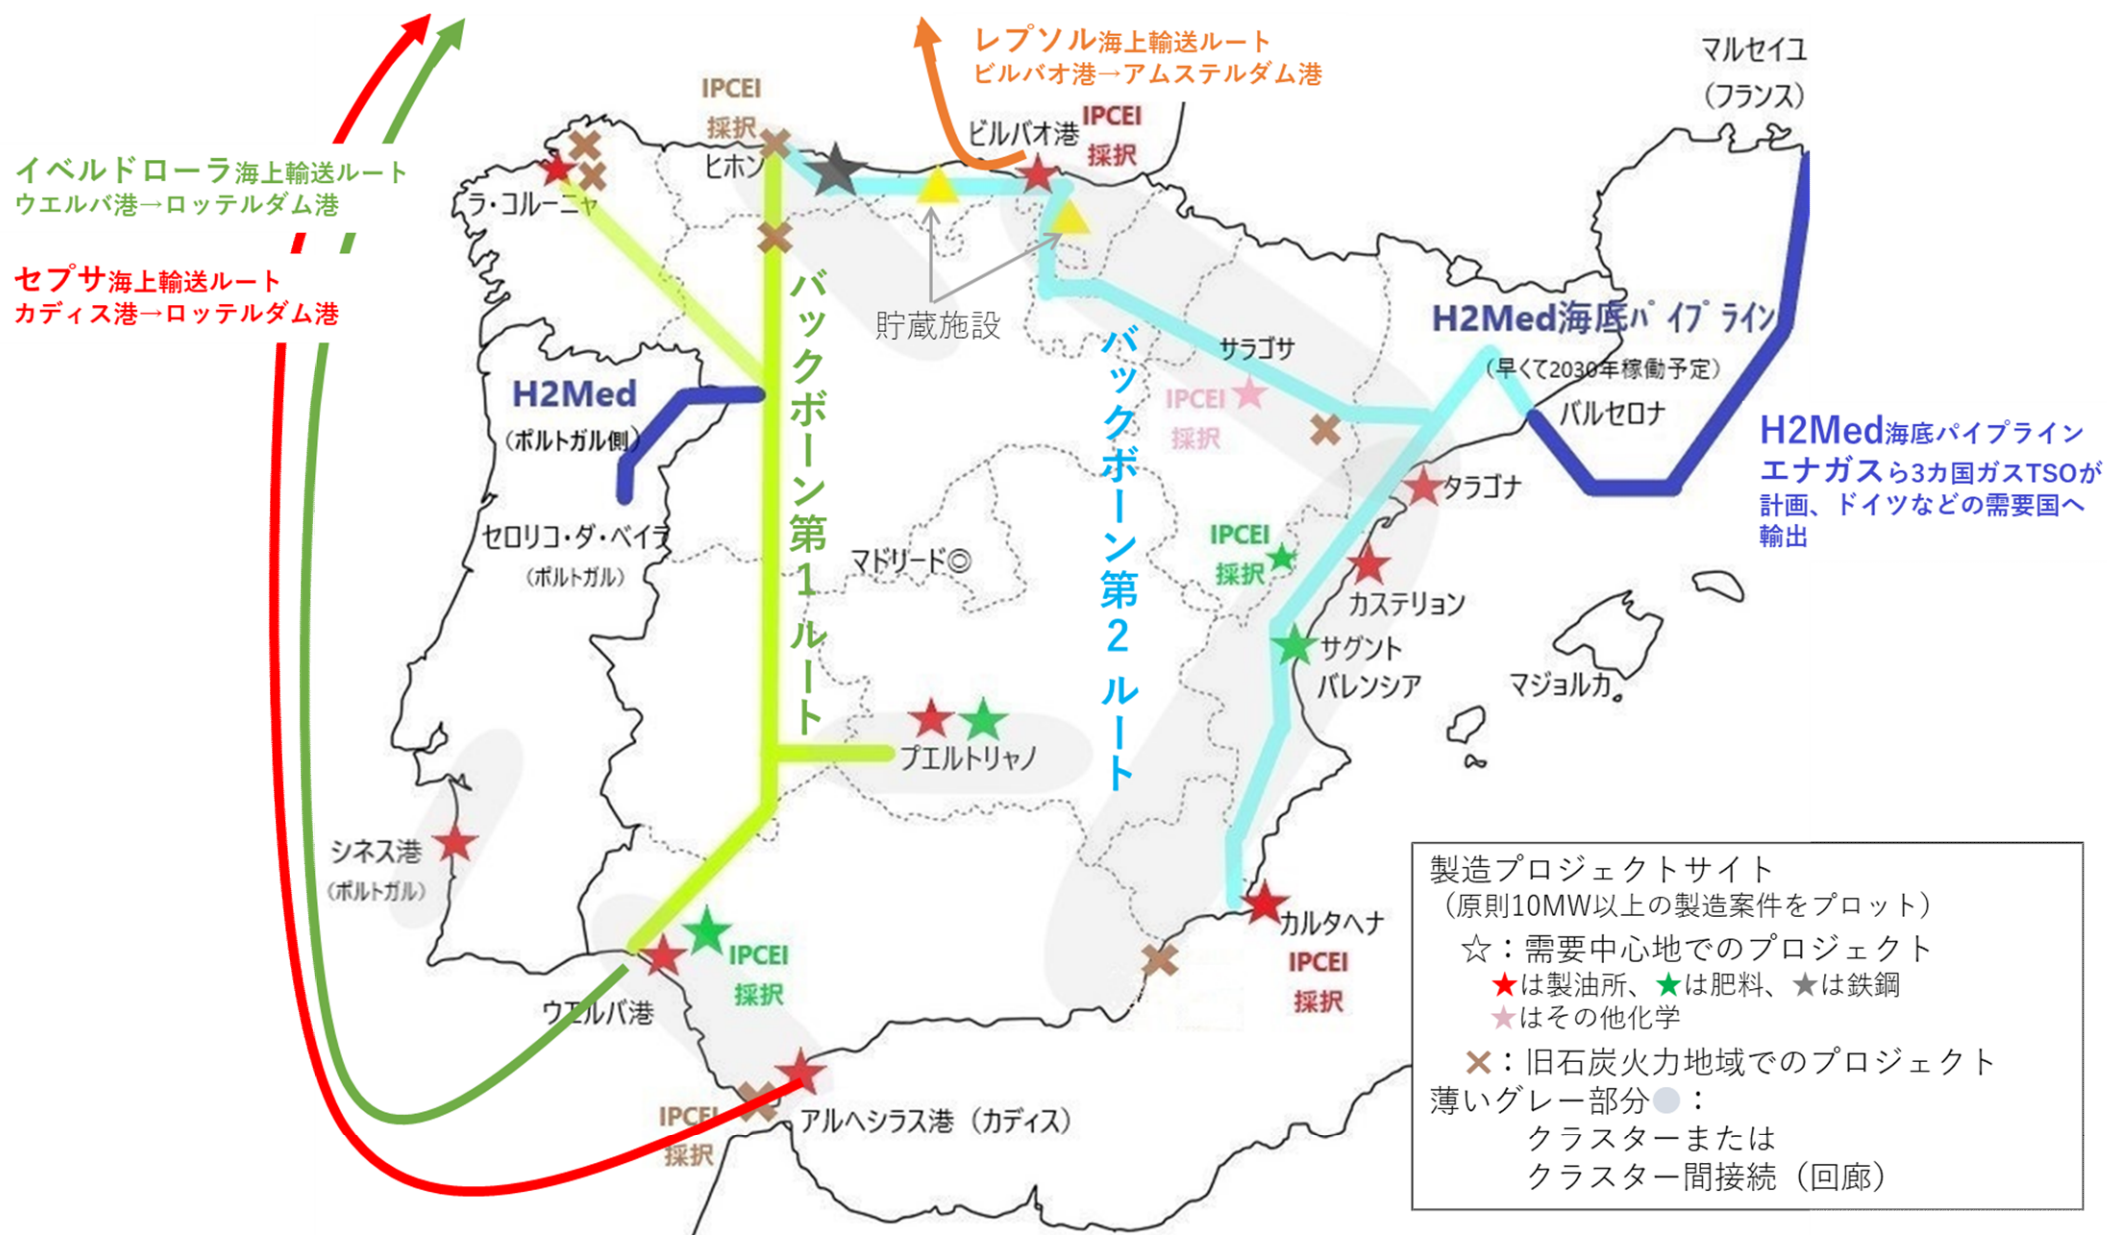 レプソル海上輸送ルート
ビルバオ港→アムステルダム港
マルセイユ
（フランス）
IPCEI
採択
ヒホン
ビルバオ港
IPCEI
採択
イベルドローラ海上輸送ルート
ウエルバ港→ロッテルダム港
ラ・コルーニャ
セプサ海上輸送ルート
カディス港→ロッテルダム港
貯蔵施設
バックボーン第1ルート
バックボーン第2ルート
サラゴサ
IPCEI
採択
H2Med海底パイプライン
（早くて2030年稼働予定）
バルセロナ
H2Med
（ポルトガル側）
H2Med海底パイプライン
エナガスら3カ国ガスTSOが
計画、ドイツなどの需要国へ
輸出
タラゴナ
セロリコ・ダ・ベイラ
（ポルトガル）
マドリード◎
IPCEI
採択
カステリョン
サグント
バレンシア
マジョルカ
プエルトリャノ
シネス港
（ポルトガル）
カルタヘナ
IPCEI
採択
IPCEI
採択
ウエルバ港
IPCEI
採択
アルヘシラス港（カディス）
製造プロジェクトサイト
（原則10MW以上の製造案件をプロット）
☆：需要中心地でのプロジェクト
★は製油所、★は肥料、★は鉄鋼
★はその他化学
×：旧石炭火力地域でのプロジェクト
薄いグレー部分●：
クラスターまたは
クラスター間接続（回廊）